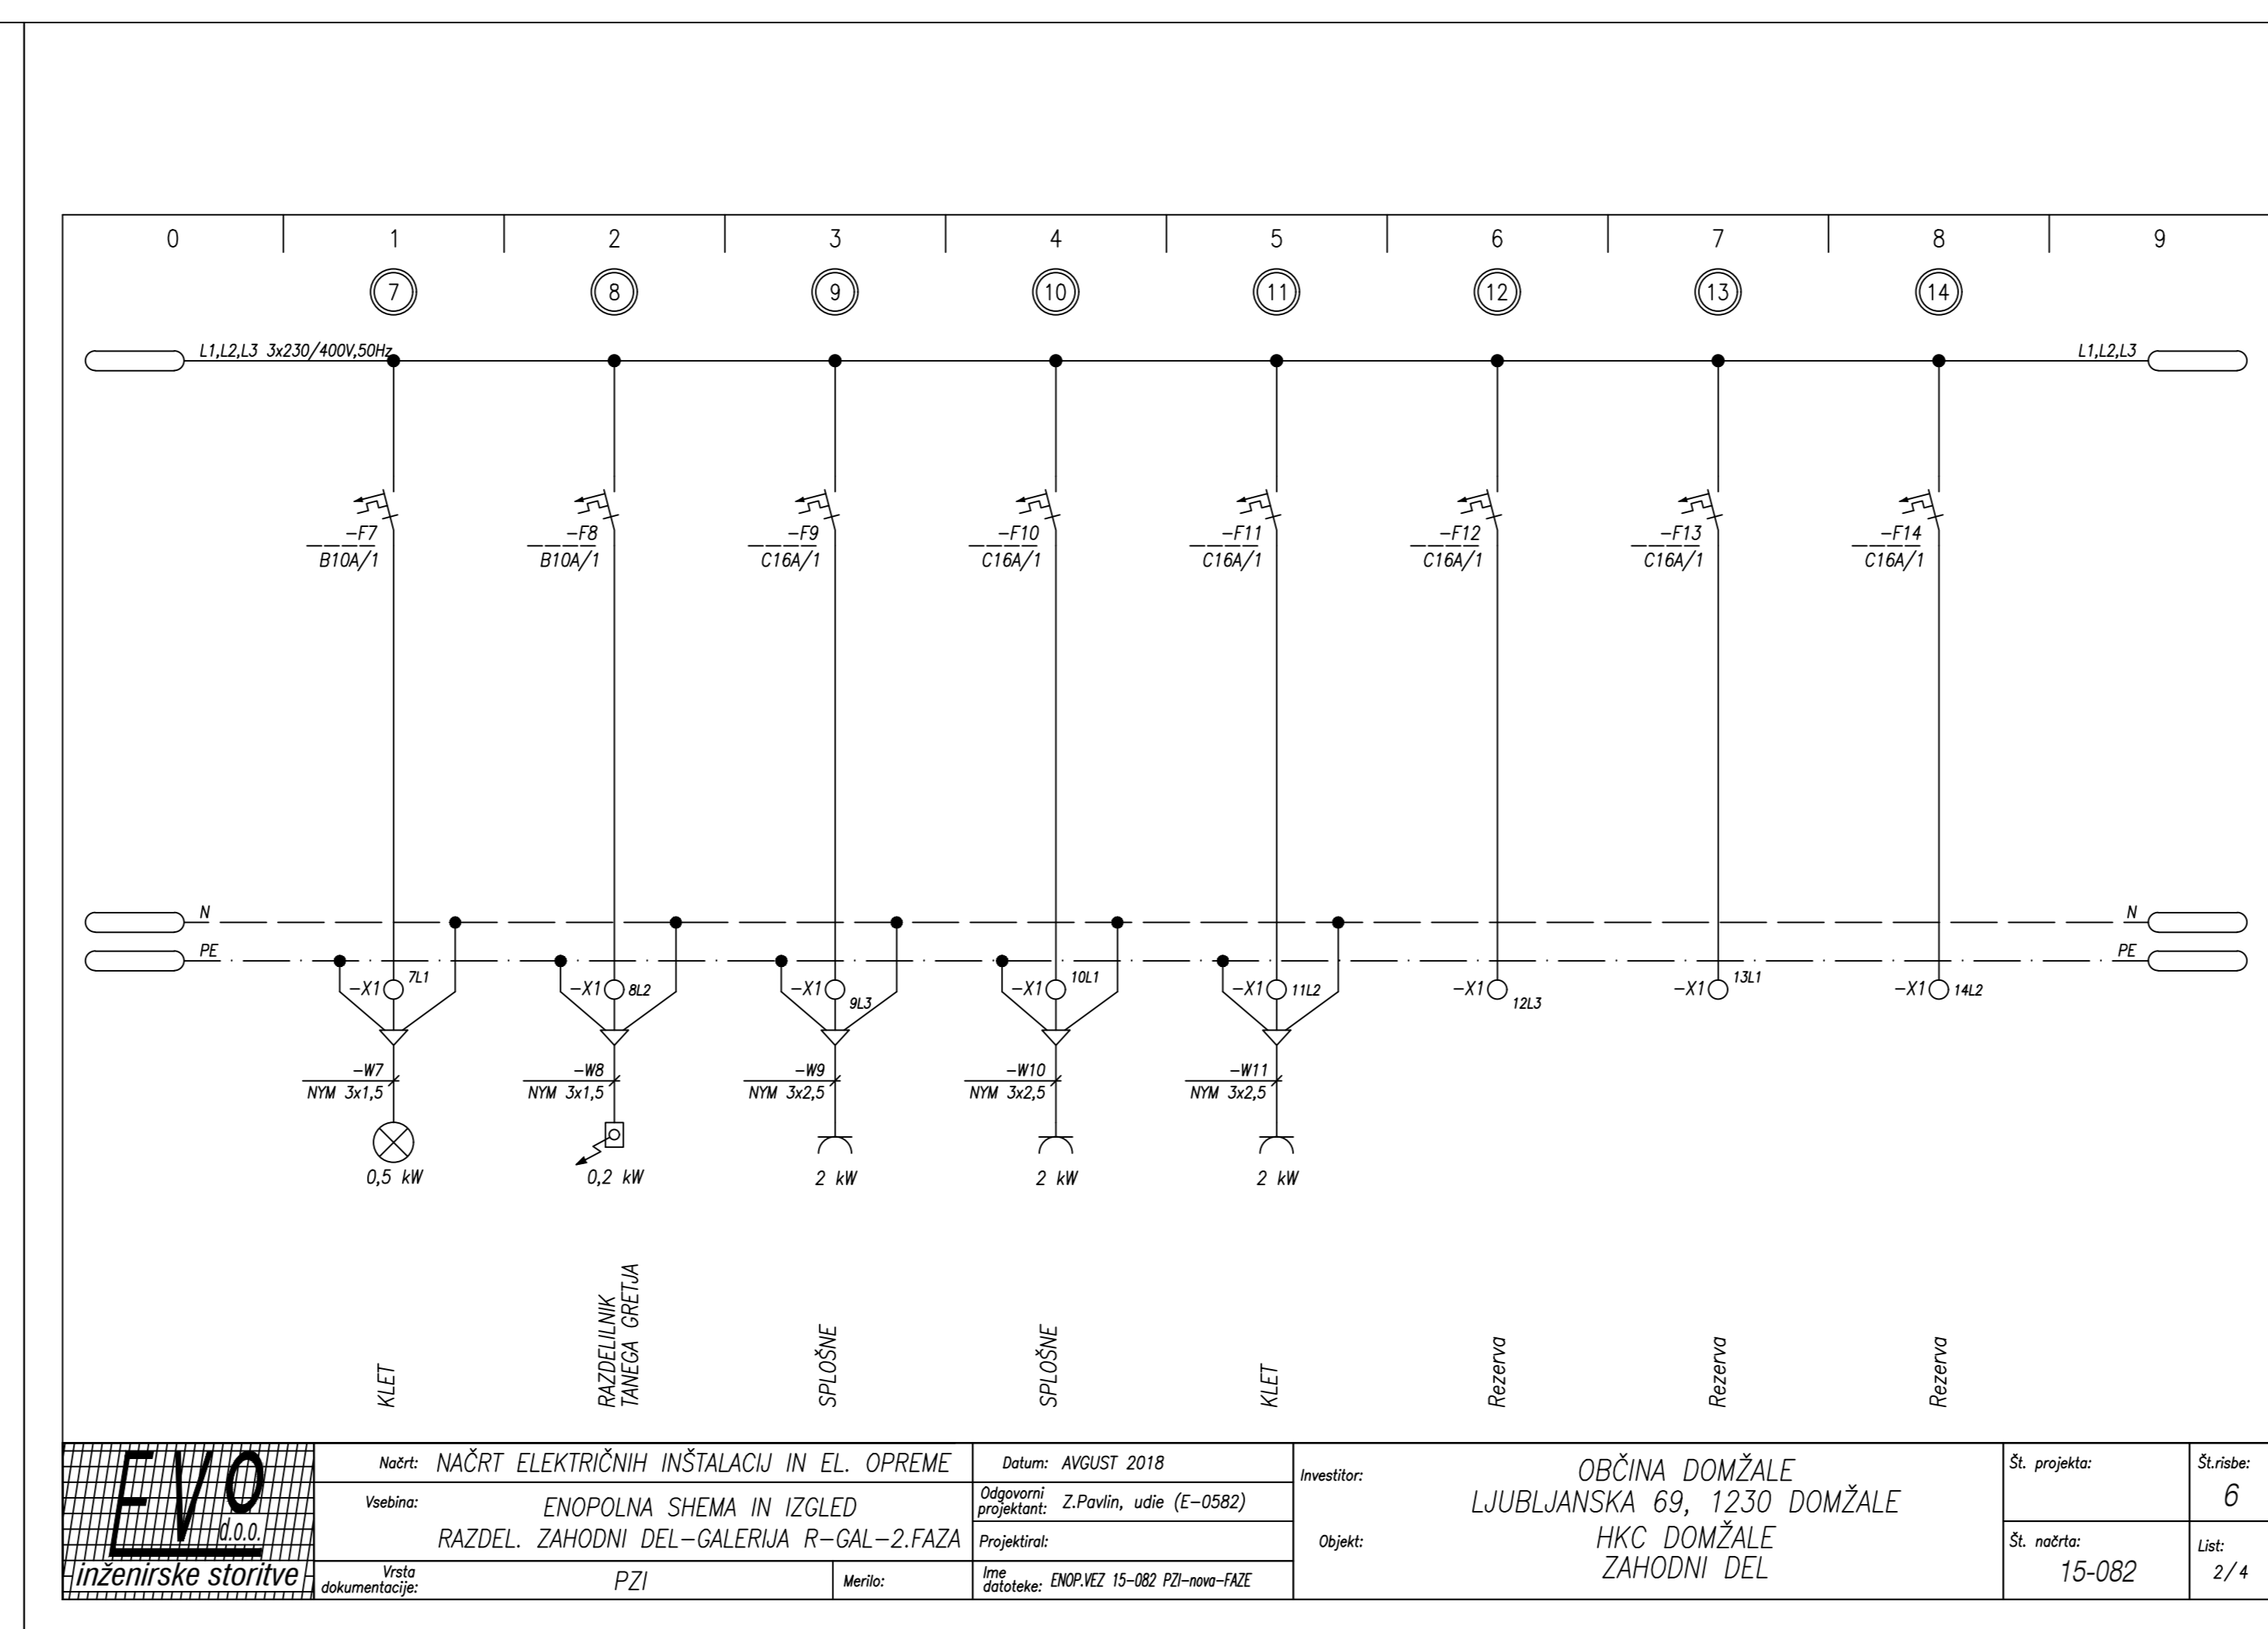 0 1 2 3 4 5 6 7 8 9
7 8 9 10 11 12 13 14
L1,L2,L3 3x230/400V,50Hz L1,L2,L3
-F7 -F8 -F9 -F10 -F11 -F12 -F13 -F14
B10A/1 B10A/1 C16A/1 C16A/1 C16A/1 C16A/1 C16A/1 C16A/1
N N
PE PE
-X1 7L1 -X1 8L2 -X1 9L3 -X1 10L1 -X1 11L2 -X1 12L3 -X1 13L1 -X1 14L2
-W7 -W8 -W9 -W10 -W11
NYM 3x1,5 NYM 3x1,5 NYM 3x2,5 NYM 3x2,5 NYM 3x2,5
0,5 kW 0,2 kW 2 kW 2 kW 2 kW
KLET
RAZDELILNIK
TANEGA GRETJA
SPLOŠNE
SPLOŠNE
KLET
Rezerva
Rezerva
Rezerva
EVO
d.o.o.
inženirske storitve
Načrt: NAČRT ELEKTRIČNIH INŠTALACIJ IN EL. OPREME
Vsebina: ENOPOLNA SHEMA IN IZGLED
RAZDEL. ZAHODNI DEL-GALERIJA R-GAL-2.FAZA
Vrsta
dokumentacije: PZI
Merilo:
Datum: AVGUST 2018
Odgovorni
projektant: Z.Pavlin, udie (E-0582)
Projektiral:
Ime
datoteke: ENOP.VEZ 15-082 PZI-nova-FAZE
Investitor: OBČINA DOMŽALE
LJUBLJANSKA 69, 1230 DOMŽALE
Objekt: HKC DOMŽALE
ZAHODNI DEL
Št. projekta:
Št. načrta:
15-082
Št.risbe:
6
List:
2/4